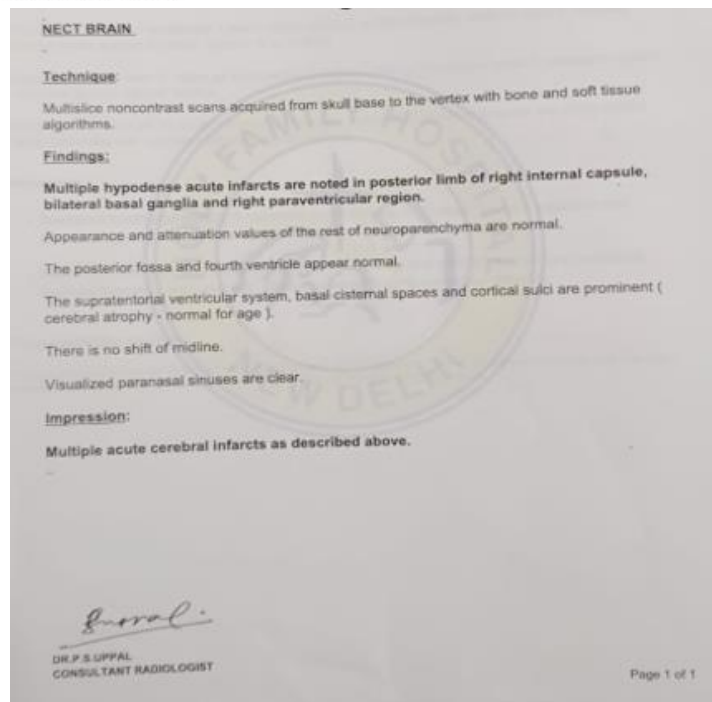 NECT BRAIN
Technique:
Multislice noncontrast scans acquired from skull base to the vertex with bone and soft tissue
algorithms.
Findings:
Multiple hypodense acute infarcts are noted in posterior limb of right internal capsule,
bilateral basal ganglia and right paraventricular region.
Appearance and attenuation values of the rest of neuroparenchyma are normal.
The posterior fossa and fourth ventricle appear normal.
The supratentorial ventricular system, basal cisternal spaces and cortical sulci are prominent (
cerebral atrophy - normal for age ).
There is no shift of midline.
Visualized paranasal sinuses are clear.
Impression:
Multiple acute cerebral infarcts as described above.
FAMILY HOSPITAL
NEW DELHI
DR.P.S.UPPAL
CONSULTANT RADIOLOGIST
Page 1 of 1